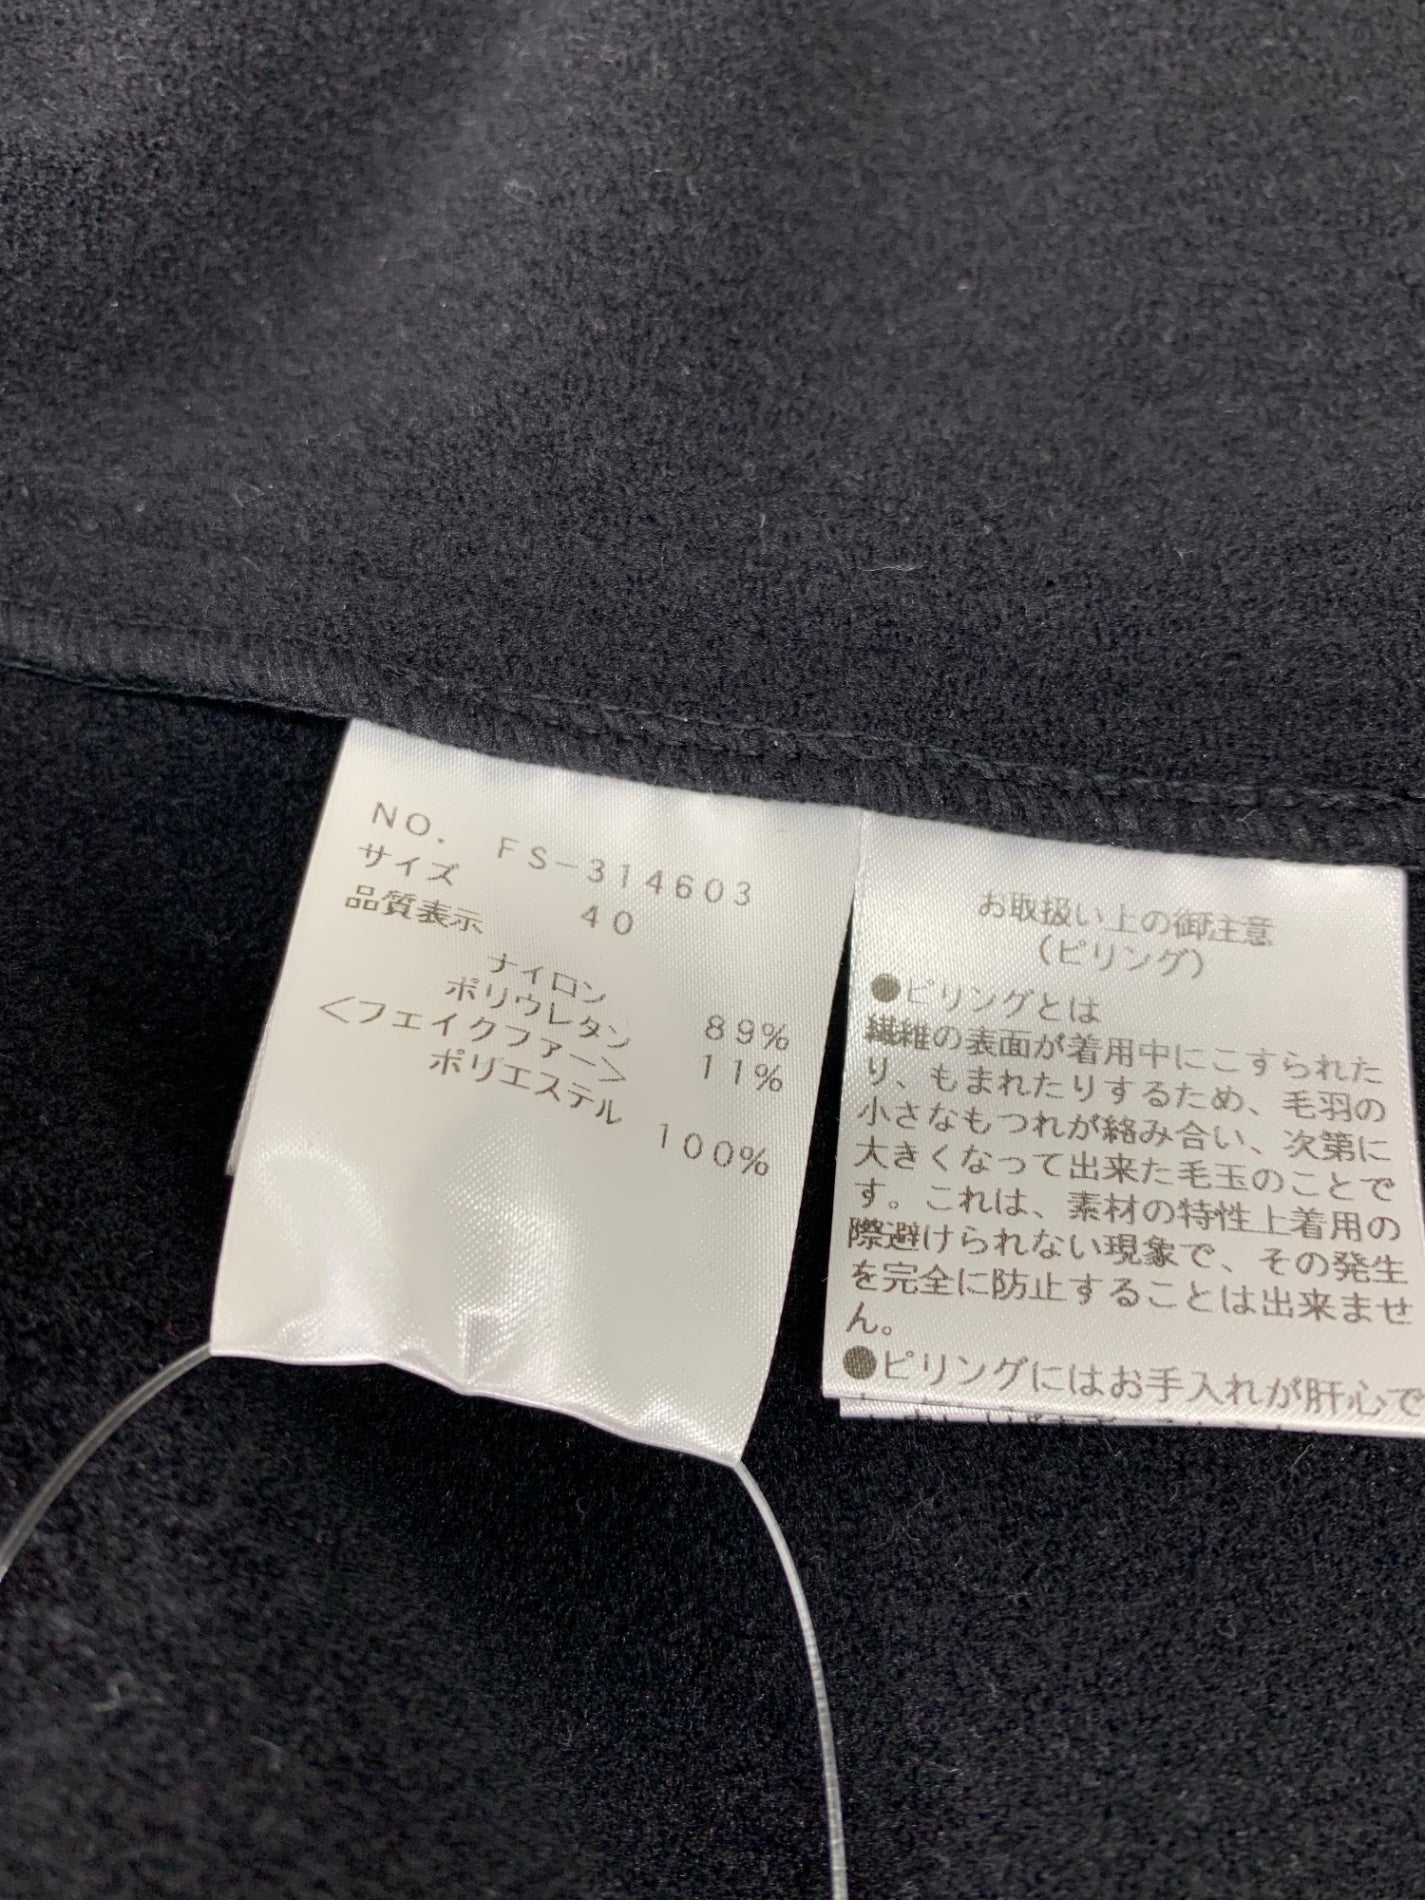 NO. FS-314603
サイズ 40
品質表示
ナイロン 89%
ポリウレタン 11%
<フェイクファー>
ポリエステル 100%
お取扱い上の御注意
(ピリング)
●ピリングとは
繊維の表面が着用中にこすられた
り、もまれたりするため、毛羽の
小さなもつれが絡み合い、次第に
大きくなって出来た毛玉のことで
す。これは、素材の特性上着用の
際避けられない現象で、その発生
を完全に防止することは出来ませ
ん。
●ピリングにはお手入れが肝心で